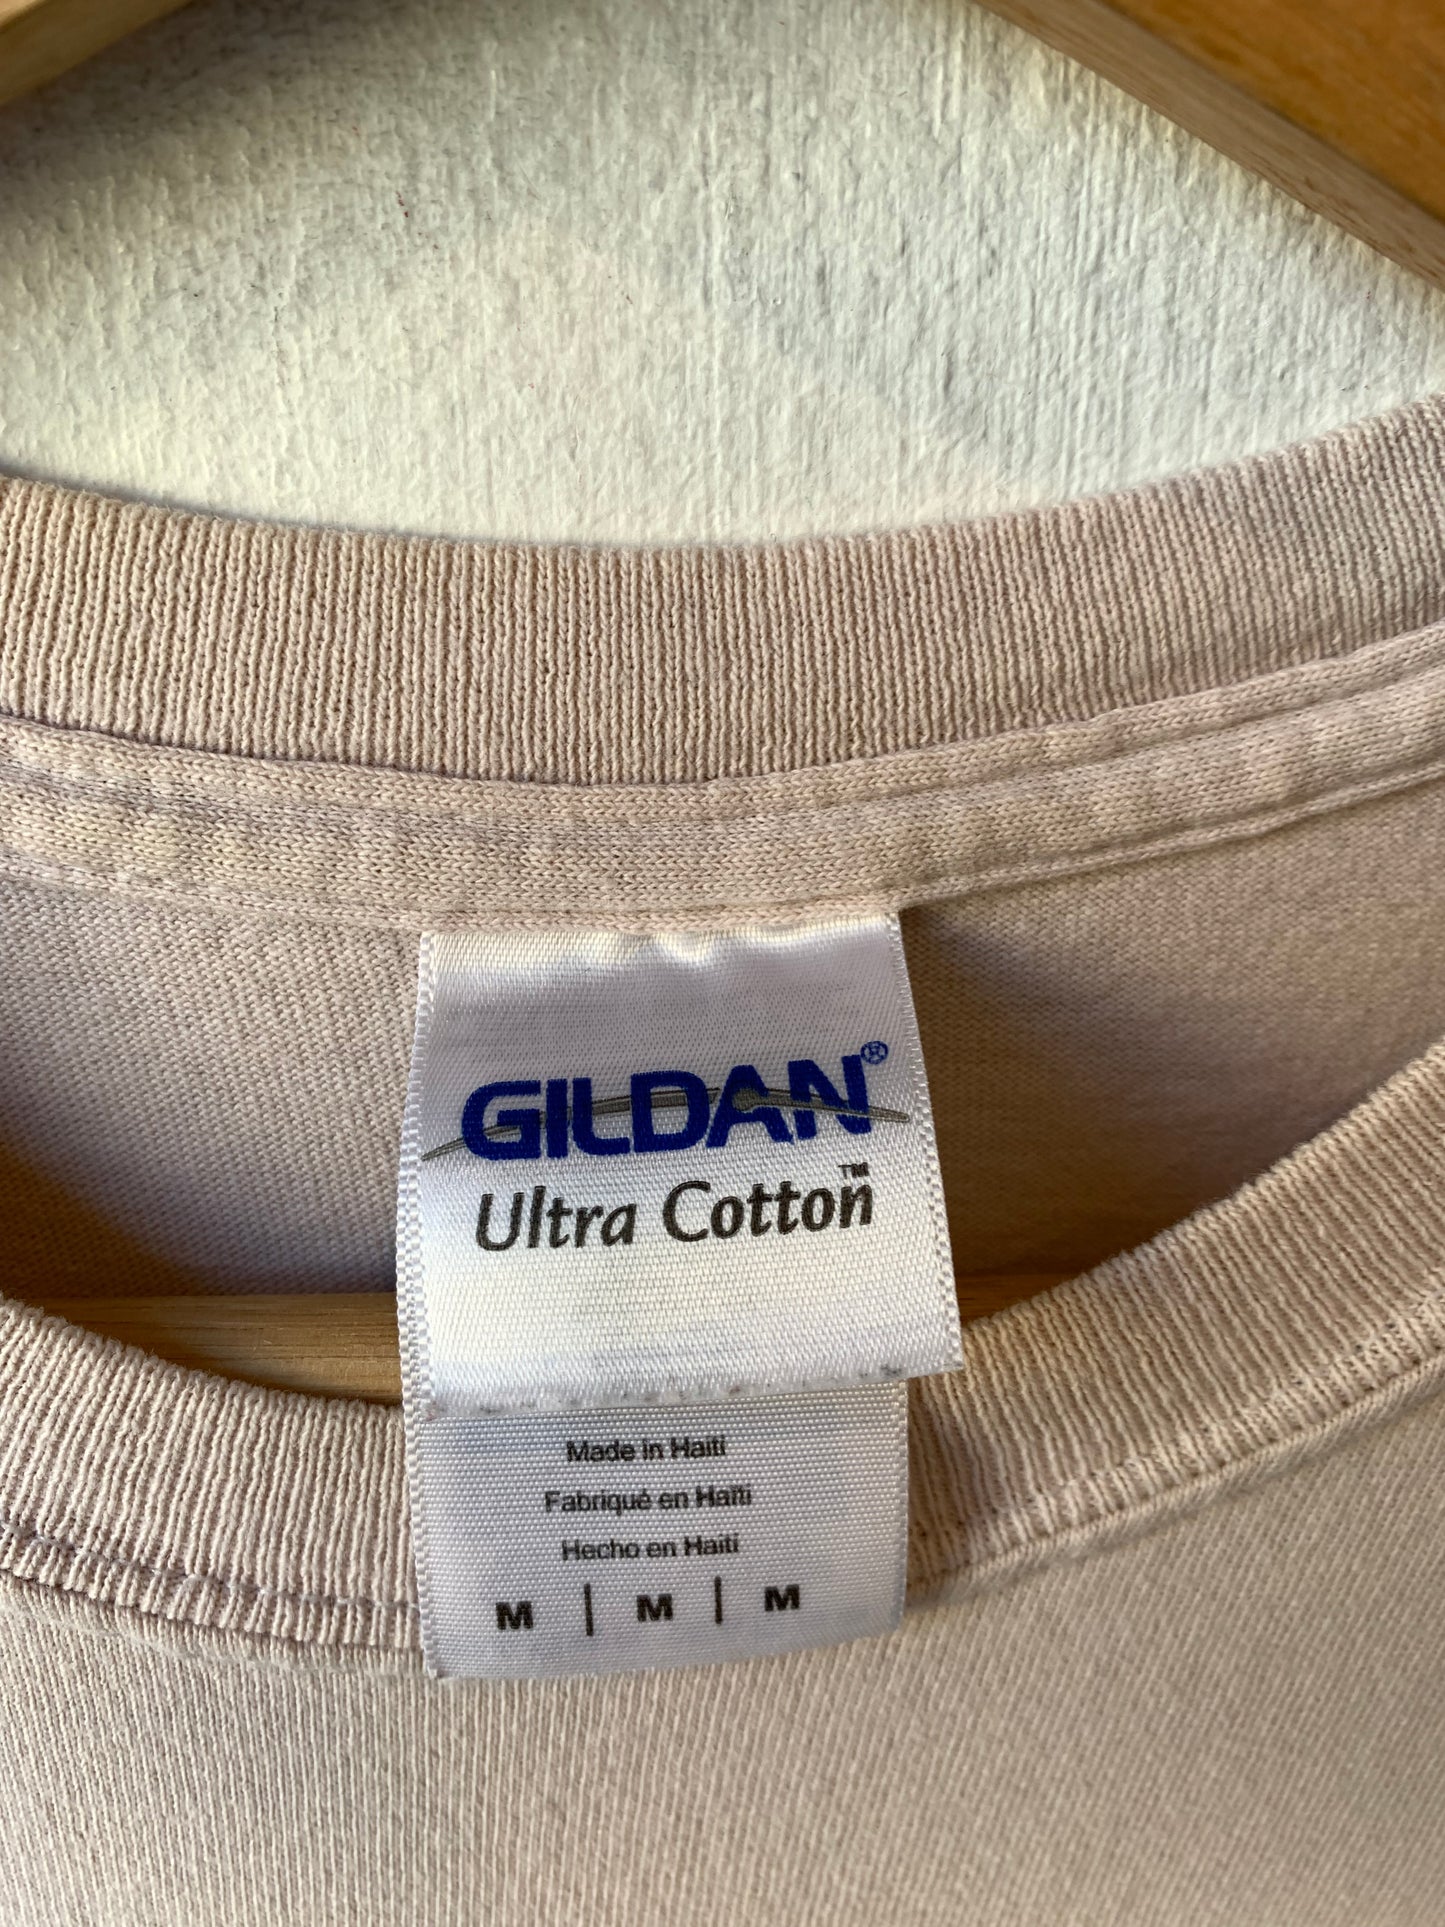 GILDAN®
Ultra Cotton™
Made in Haiti
Fabriqué en Haïti
Hecho en Haití
M | M | M